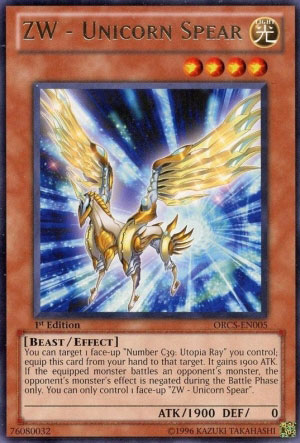 ZW - Unicorn Spear
LIGHT
光
1st Edition
ORCS-EN005
[BEAST / EFFECT]
You can target 1 face-up "Number C39: Utopia Ray" you control;
equip this card from your hand to that target. It gains 1900 ATK.
If the equipped monster battles an opponent's monster, the
opponent's monster's effect is negated during the Battle Phase
only. You can only control 1 face-up "ZW - Unicorn Spear".
ATK/1900 DEF/ 0
76080032
©1996 KAZUKI TAKAHASHI